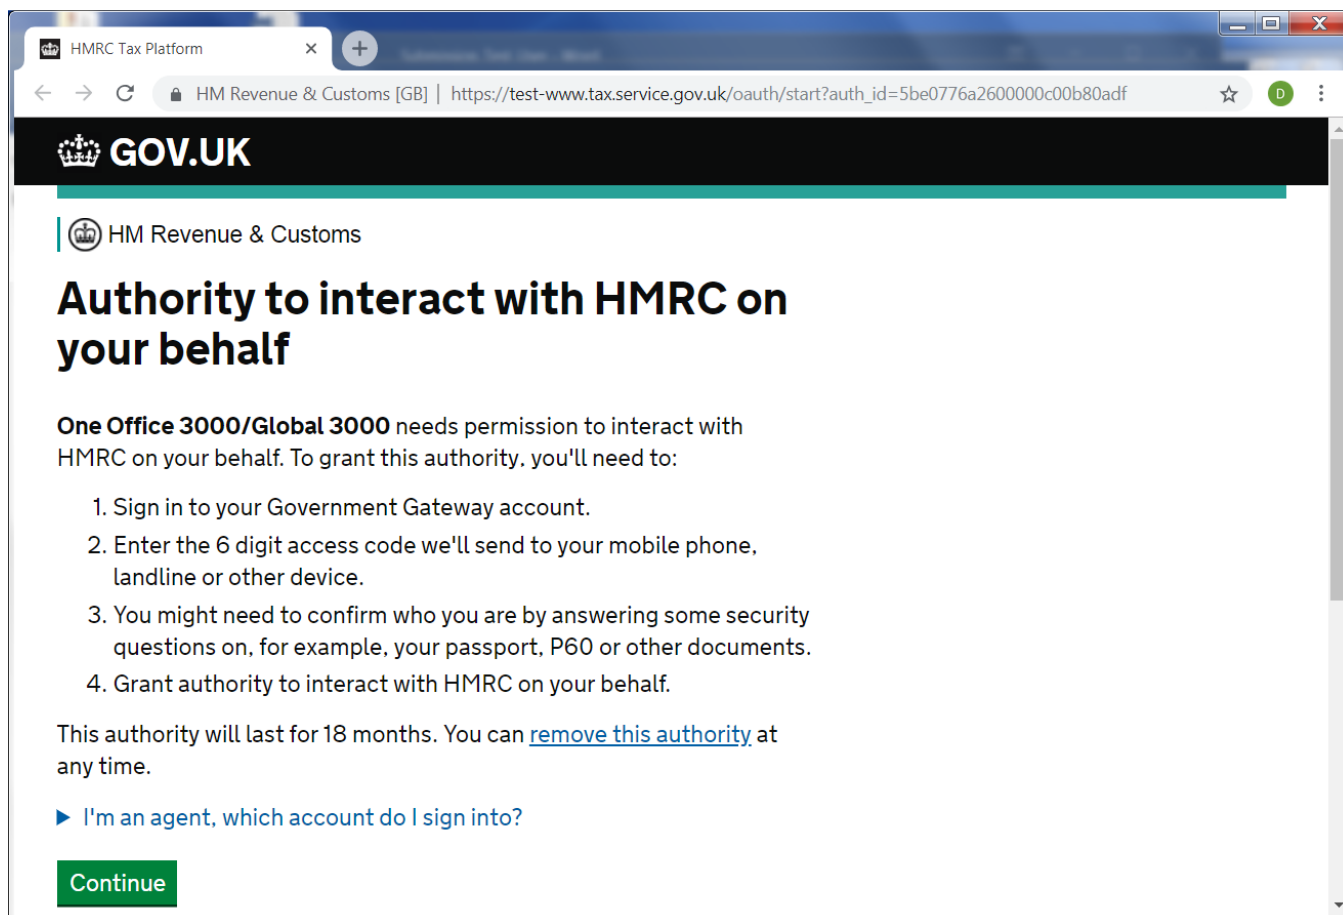 HMRC Tax Platform
HM Revenue & Customs [GB] | https://test-www.tax.service.gov.uk/oauth/start?auth_id=5be0776a2600000c00b80adf
D
GOV.UK
HM Revenue & Customs
Authority to interact with HMRC on
your behalf
One Office 3000/Global 3000 needs permission to interact with
HMRC on your behalf. To grant this authority, you'll need to:
1. Sign in to your Government Gateway account.
2. Enter the 6 digit access code we'll send to your mobile phone,
landline or other device.
3. You might need to confirm who you are by answering some security
questions on, for example, your passport, P60 or other documents.
4. Grant authority to interact with HMRC on your behalf.
This authority will last for 18 months. You can remove this authority at
any time.
I'm an agent, which account do I sign into?
Continue